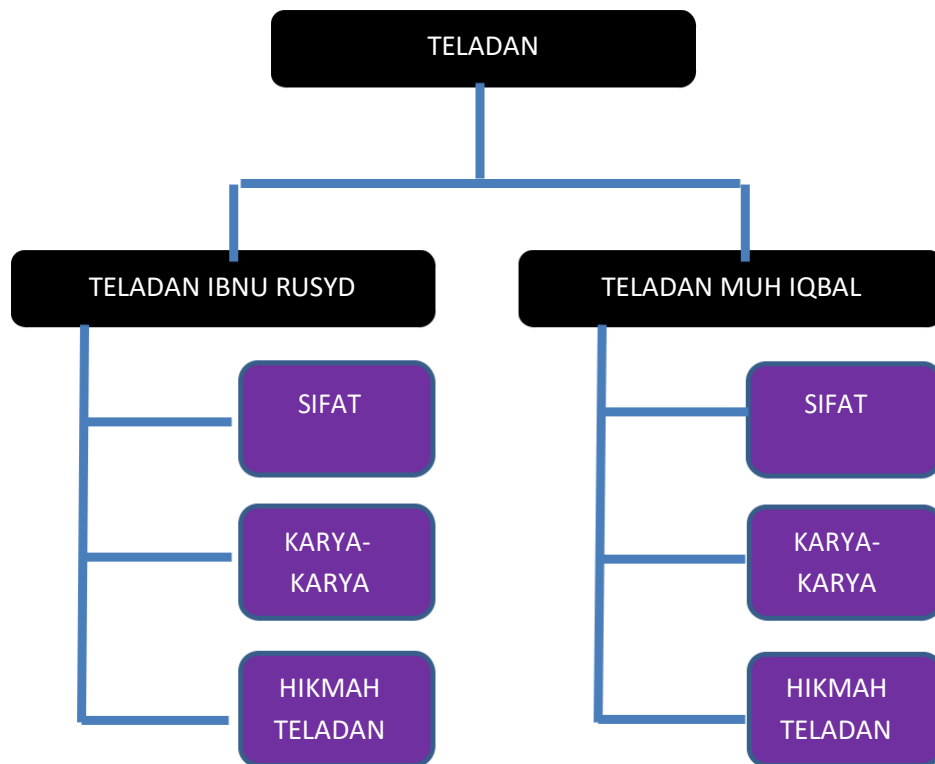 TELADAN
TELADAN IBNU RUSYD
TELADAN MUH IQBAL
SIFAT
SIFAT
KARYA-
KARYA
KARYA-
KARYA
HIKMAH
TELADAN
HIKMAH
TELADAN